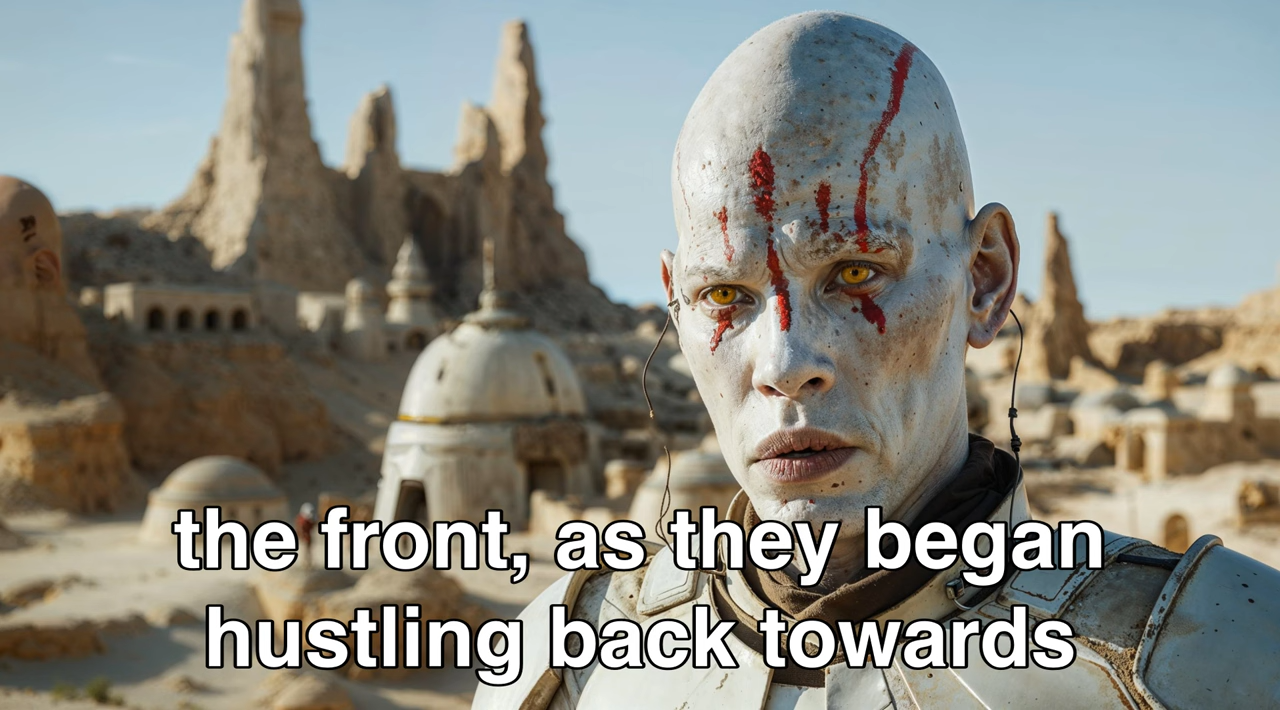 the front, as they began
hustling back towards